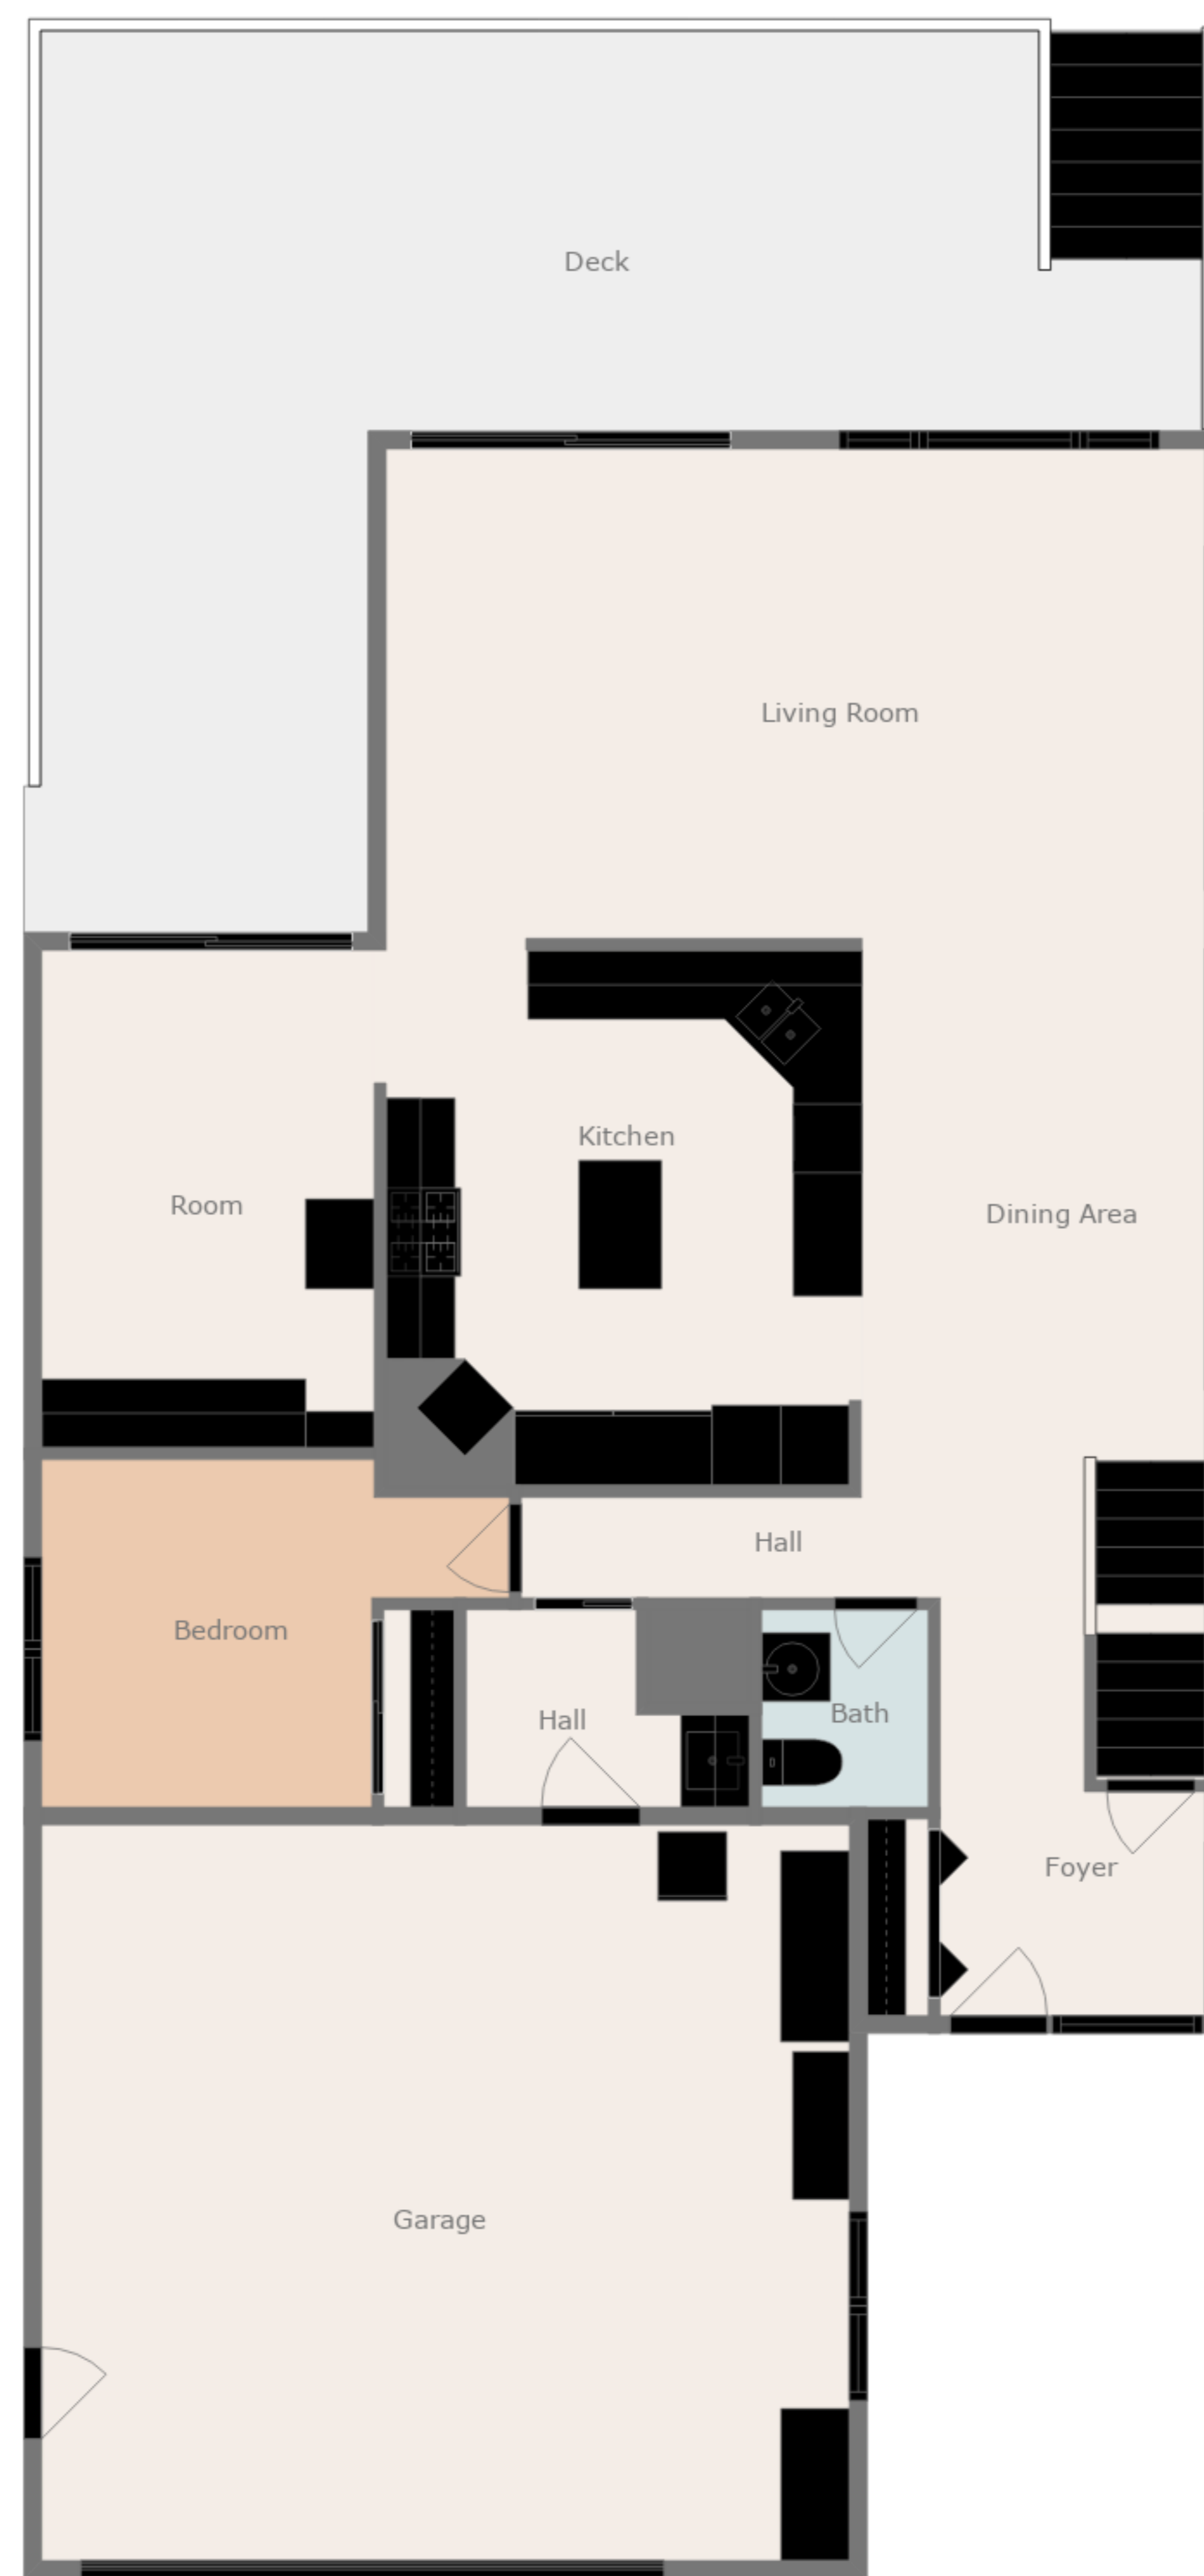 Deck
Living Room
Kitchen
Room
Dining Area
Hall
Bedroom
Hall
Bath
Foyer
Garage